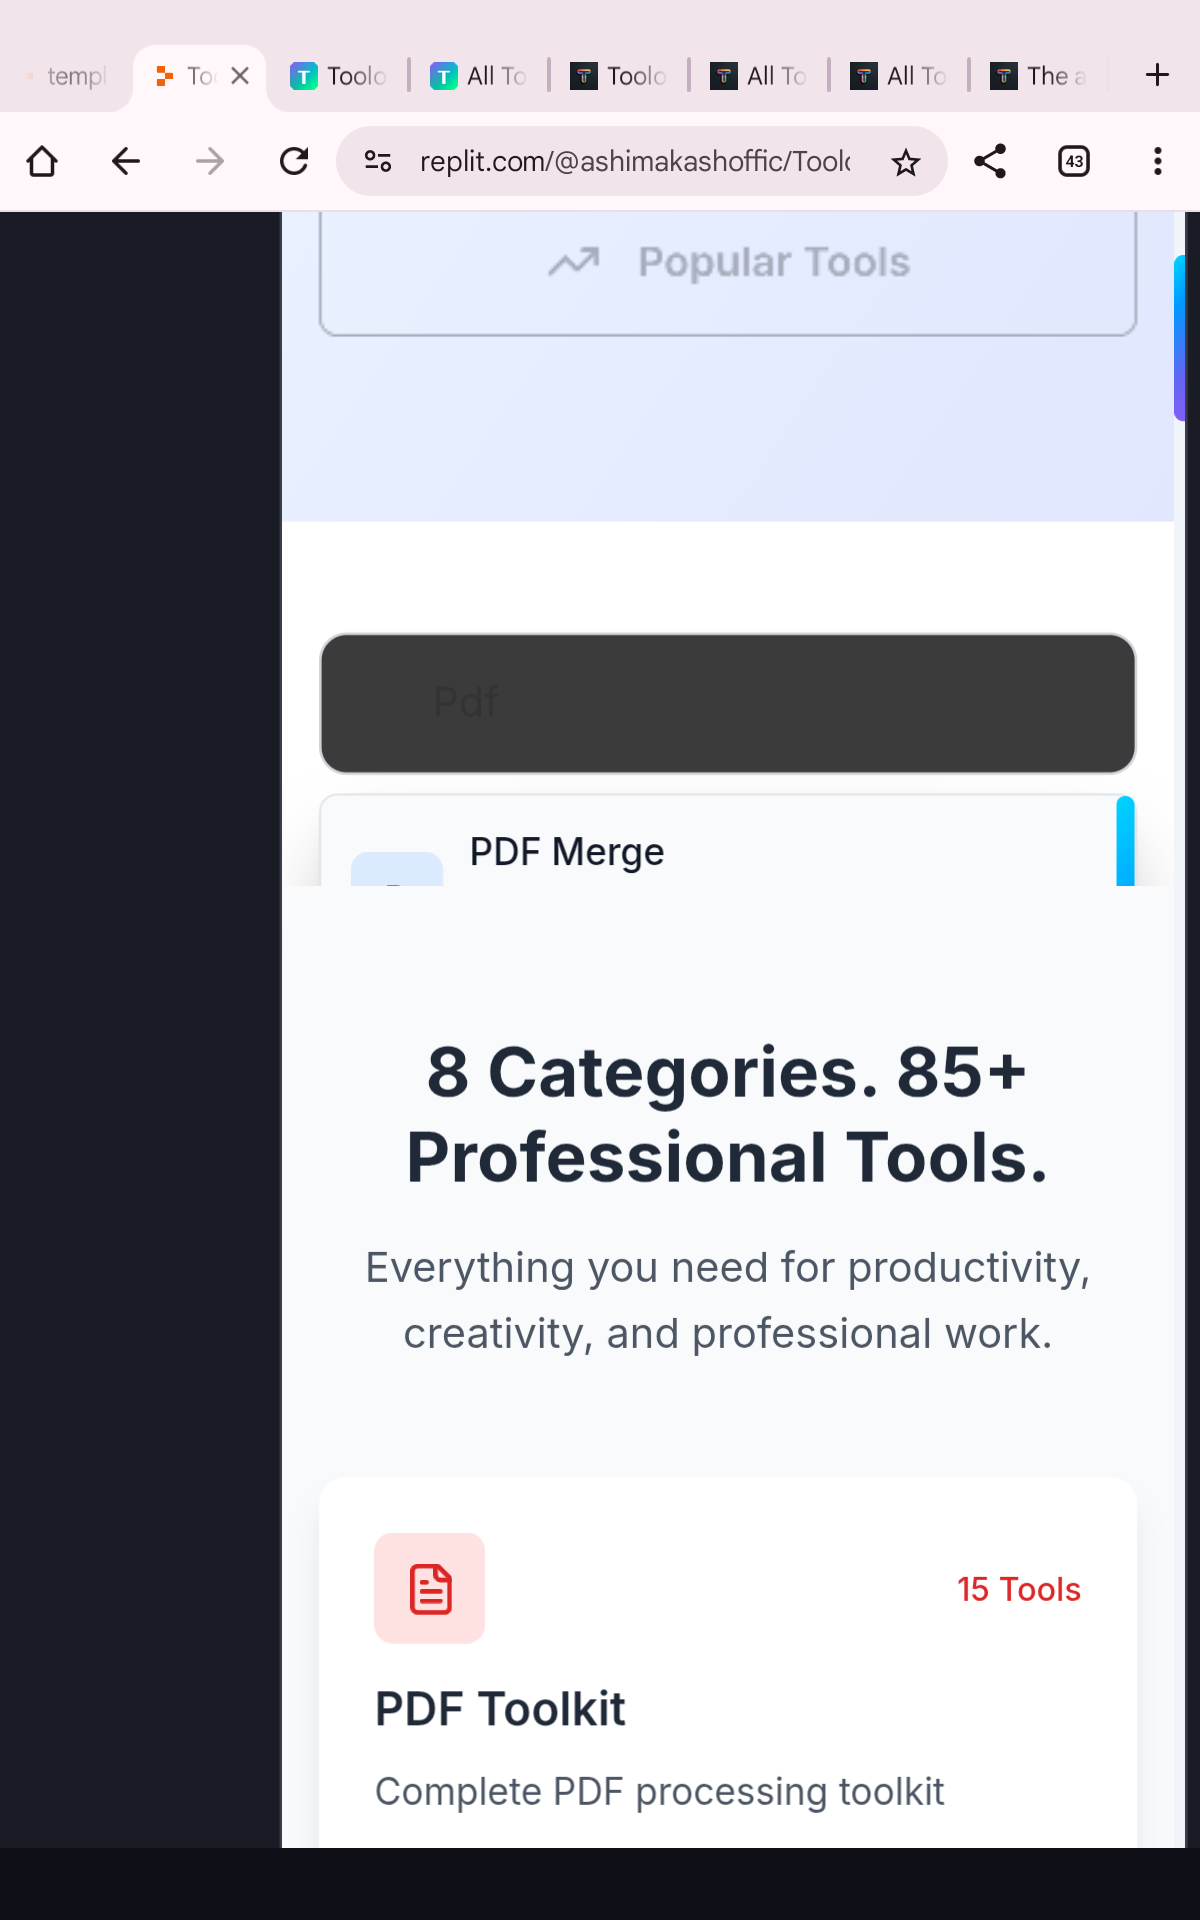 templ
Too
Toolo
All To
Toolo
All To
All To
The a
replit.com/@ashimakashoffic/Toolo
43
Popular Tools
Pdf
PDF Merge
8 Categories. 85+
Professional Tools.
Everything you need for productivity,
creativity, and professional work.
15 Tools
PDF Toolkit
Complete PDF processing toolkit